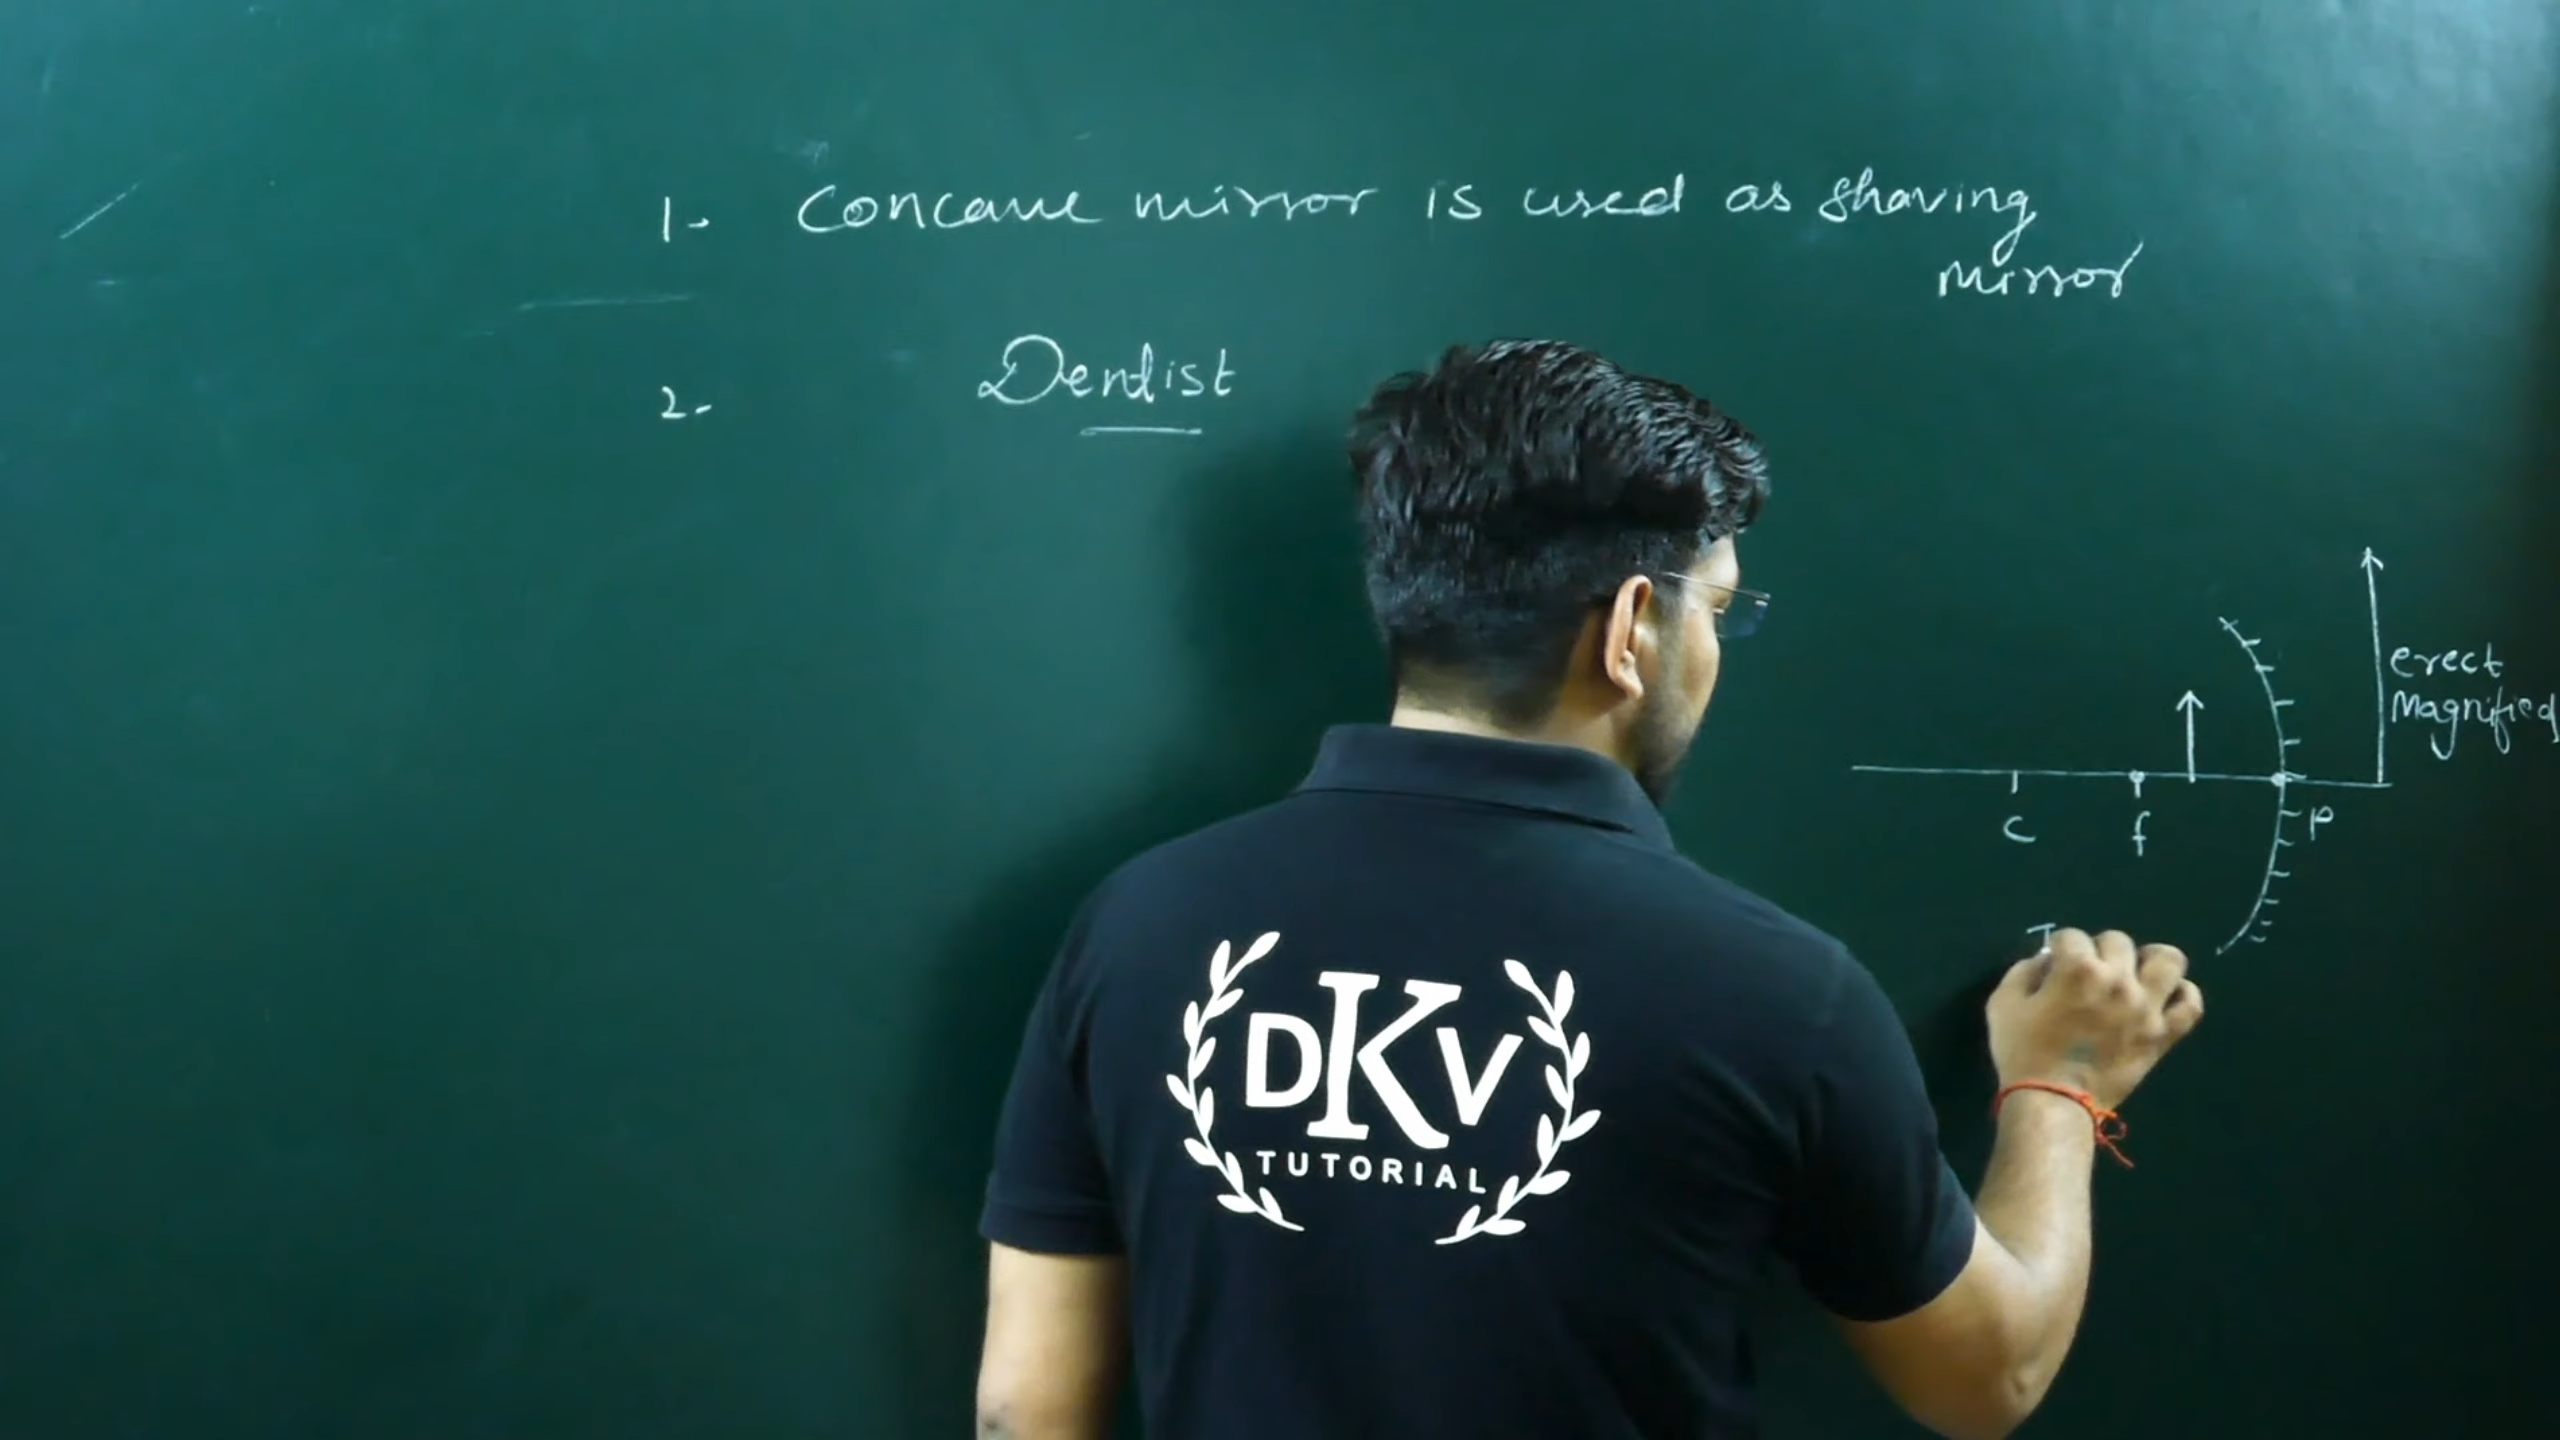 1- Concave mirror is used as shaving
mirror
2- Dentist
erect
Magnified
C
f
P
I
DKV
TUTORIAL